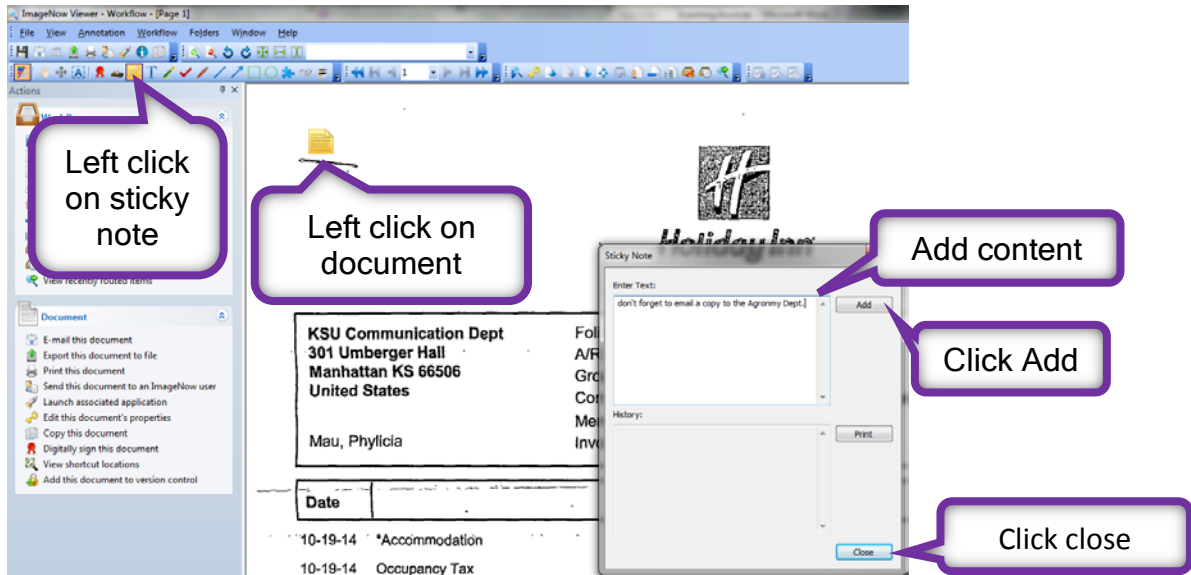 ImageNow Viewer - Workflow - [Page 1]
File View Annotation Workflow Folders Window Help
1
Actions
Left click
on sticky
note
View recently routed items
Document
E-mail this document
Export this document to file
Print this document
Send this document to an ImageNow user
Launch associated application
Edit this document's properties
Copy this document
Digitally sign this document
View shortcut locations
Add this document to version control
Left click on
document
Holiday Inn
KSU Communication Dept
301 Umberger Hall
Manhattan KS 66506
United States
Mau, Phylicia
Date
10-19-14 *Accommodation
10-19-14 Occupancy Tax
Sticky Note
Enter Text:
don't forget to email a copy to the Agronmy Dept.
Add
History:
Print
Close
Add content
Click Add
Click close